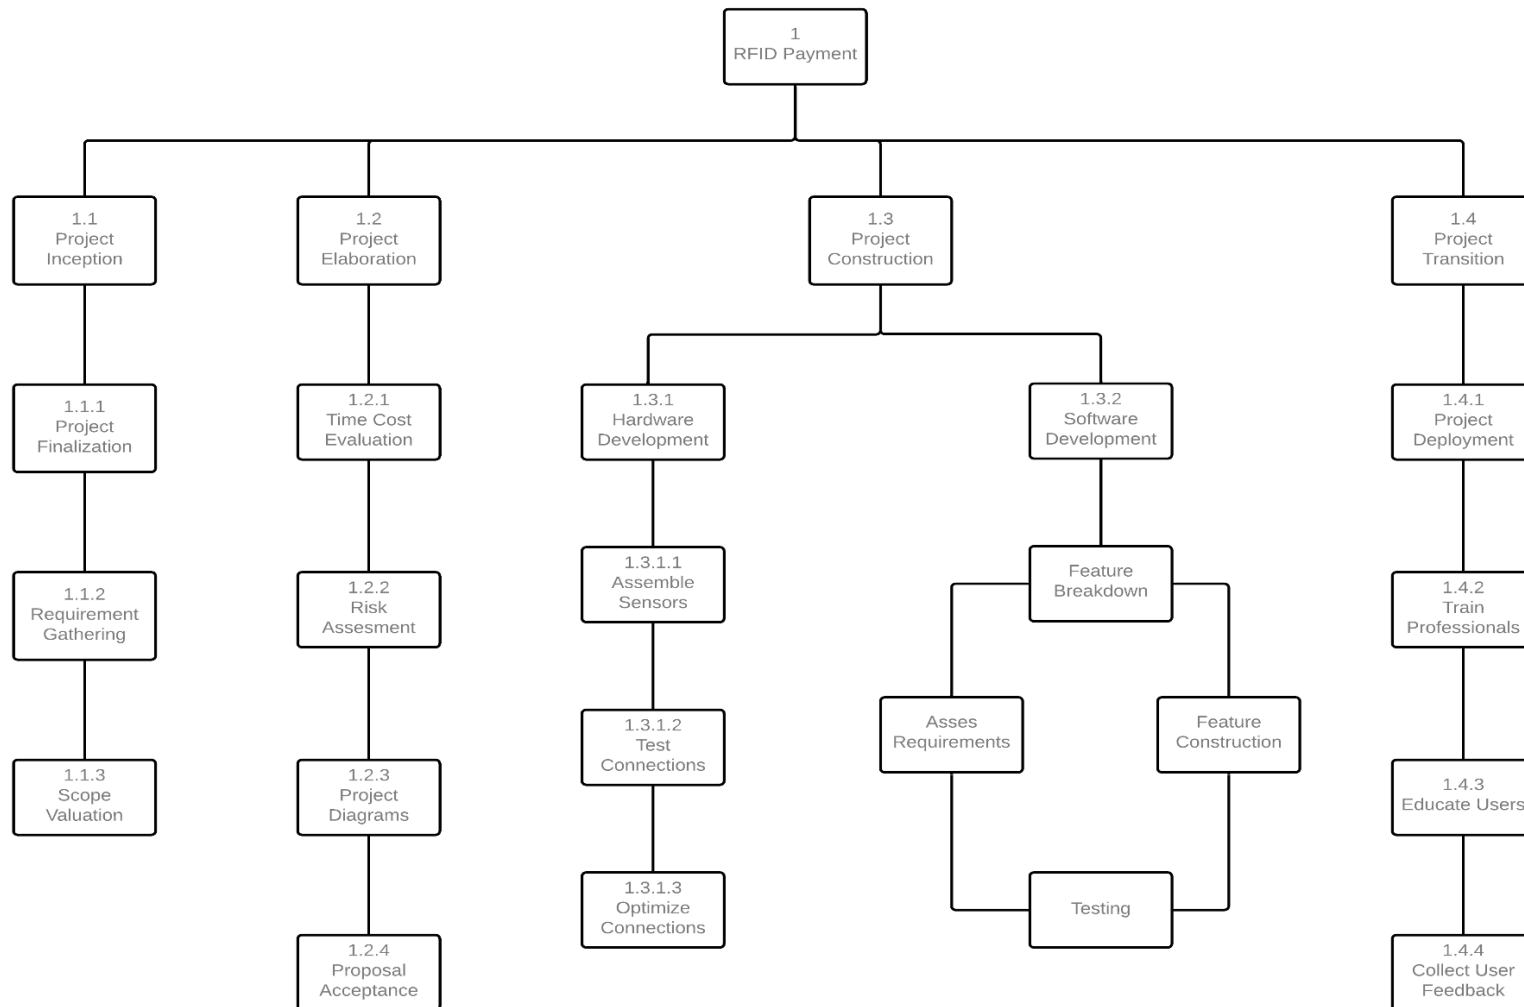 1
RFID Payment
1.1
Project
Inception
1.2
Project
Elaboration
1.3
Project
Construction
1.4
Project
Transition
1.1.1
Project
Finalization
1.2.1
Time Cost
Evaluation
1.3.1
Hardware
Development
1.3.2
Software
Development
1.4.1
Project
Deployment
1.1.2
Requirement
Gathering
1.2.2
Risk
Assesment
1.3.1.1
Assemble
Sensors
Feature
Breakdown
1.4.2
Train
Professionals
1.1.3
Scope
Valuation
1.2.3
Project
Diagrams
1.3.1.2
Test
Connections
Asses
Requirements
Feature
Construction
1.4.3
Educate Users
1.2.4
Proposal
Acceptance
1.3.1.3
Optimize
Connections
Testing
1.4.4
Collect User
Feedback